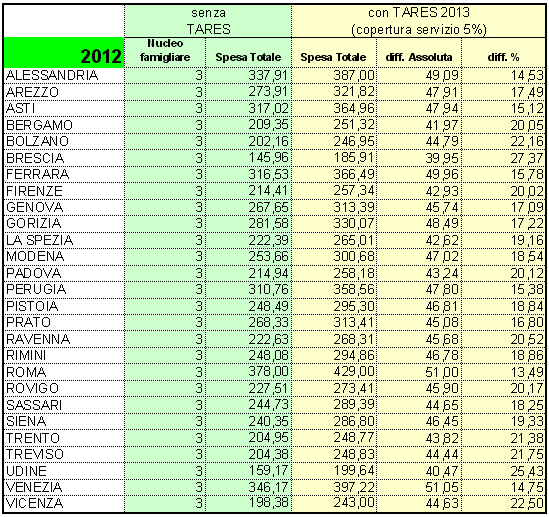 senza con TARES 2013
TARES (copertura servizio 5%)
2012 Nucleo famigliare Spesa Totale Spesa Totale diff. Assoluta diff. %
ALESSANDRIA 3 337,91 387,00 49,09 14,53
AREZZO 3 273,91 321,82 47,91 17,49
ASTI 3 317,02 364,96 47,94 15,12
BERGAMO 3 209,35 251,32 41,97 20,05
BOLZANO 3 202,16 246,95 44,79 22,16
BRESCIA 3 145,96 185,91 39,95 27,37
FERRARA 3 316,53 366,49 49,96 15,78
FIRENZE 3 214,41 257,34 42,93 20,02
GENOVA 3 267,65 313,39 45,74 17,09
GORIZIA 3 281,58 330,07 48,49 17,22
LA SPEZIA 3 222,39 265,01 42,62 19,16
MODENA 3 253,66 300,68 47,02 18,54
PADOVA 3 214,94 258,18 43,24 20,12
PERUGIA 3 310,76 358,56 47,80 15,38
PISTOIA 3 248,49 295,30 46,81 18,84
PRATO 3 268,33 313,41 45,08 16,80
RAVENNA 3 222,63 268,31 45,68 20,52
RIMINI 3 248,08 294,86 46,78 18,86
ROMA 3 378,00 429,00 51,00 13,49
ROVIGO 3 227,51 273,41 45,90 20,17
SASSARI 3 244,73 289,39 44,65 18,25
SIENA 3 240,35 286,80 46,45 19,33
TRENTO 3 204,95 248,77 43,82 21,38
TREVISO 3 204,38 248,83 44,44 21,75
UDINE 3 159,17 199,64 40,47 25,43
VENEZIA 3 346,17 397,22 51,05 14,75
VICENZA 3 198,38 243,00 44,63 22,50